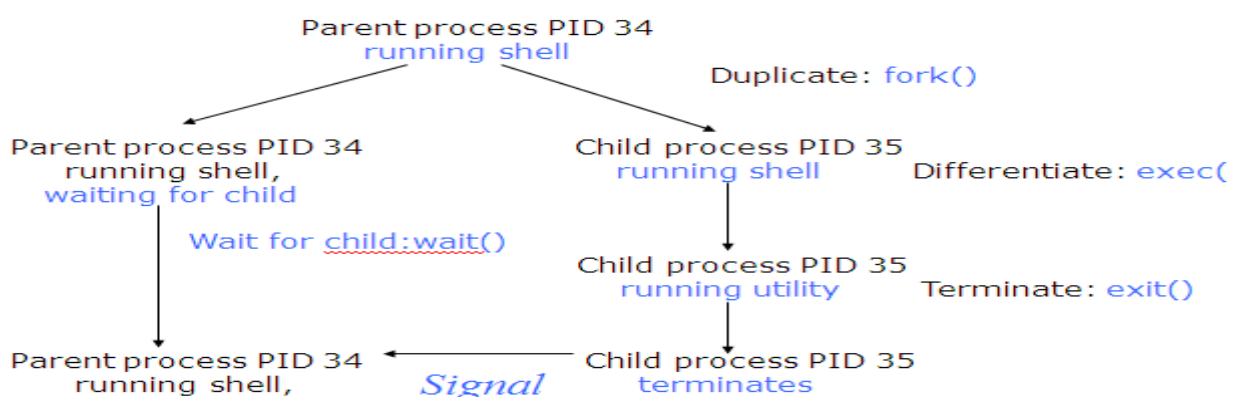 Parent process PID 34
running shell
Duplicate: fork()
Parent process PID 34
running shell,
waiting for child
Child process PID 35
running shell
Differentiate: exec(
Wait for child:wait()
Child process PID 35
running utility
Terminate: exit()
Parent process PID 34
running shell,
Signal
Child process PID 35
terminates